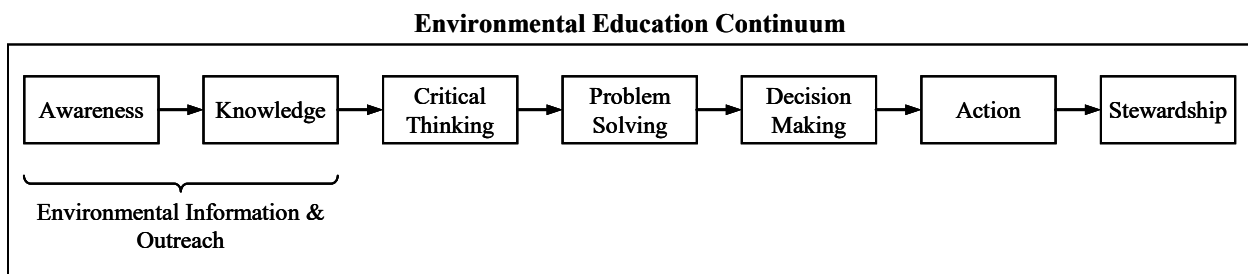 Environmental Education Continuum
Awareness
Knowledge
Critical
Thinking
Problem
Solving
Decision
Making
Action
Stewardship
Environmental Information &
Outreach